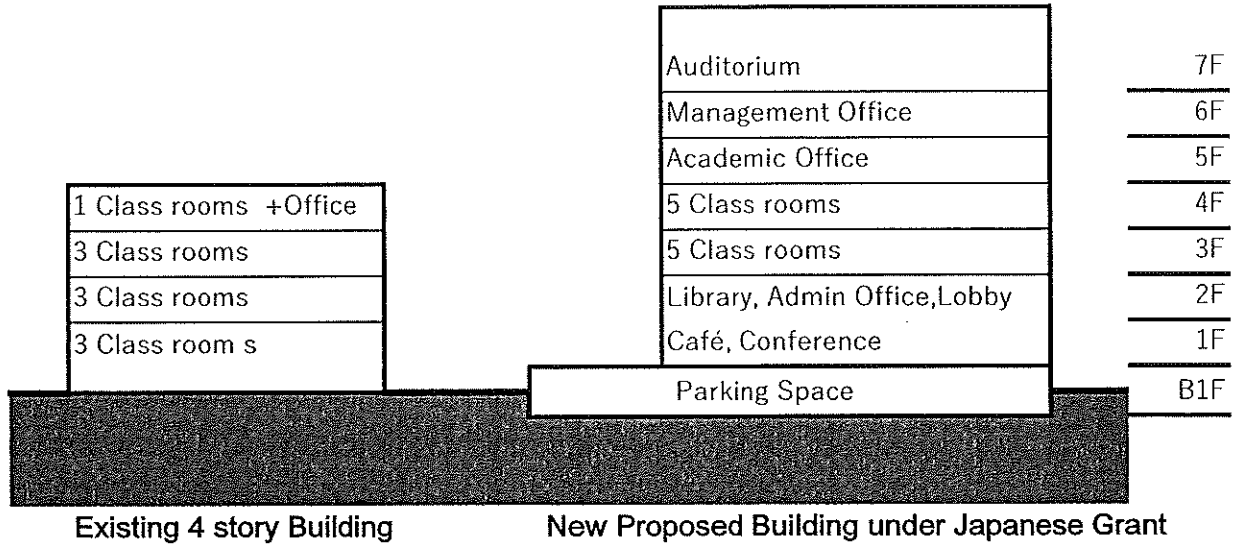 Auditorium 7F
Management Office 6F
Academic Office 5F
1 Class rooms +Office 5 Class rooms 4F
3 Class rooms 5 Class rooms 3F
3 Class rooms Library, Admin Office,Lobby 2F
3 Class room s Café, Conference 1F
Parking Space B1F
Existing 4 story Building New Proposed Building under Japanese Grant